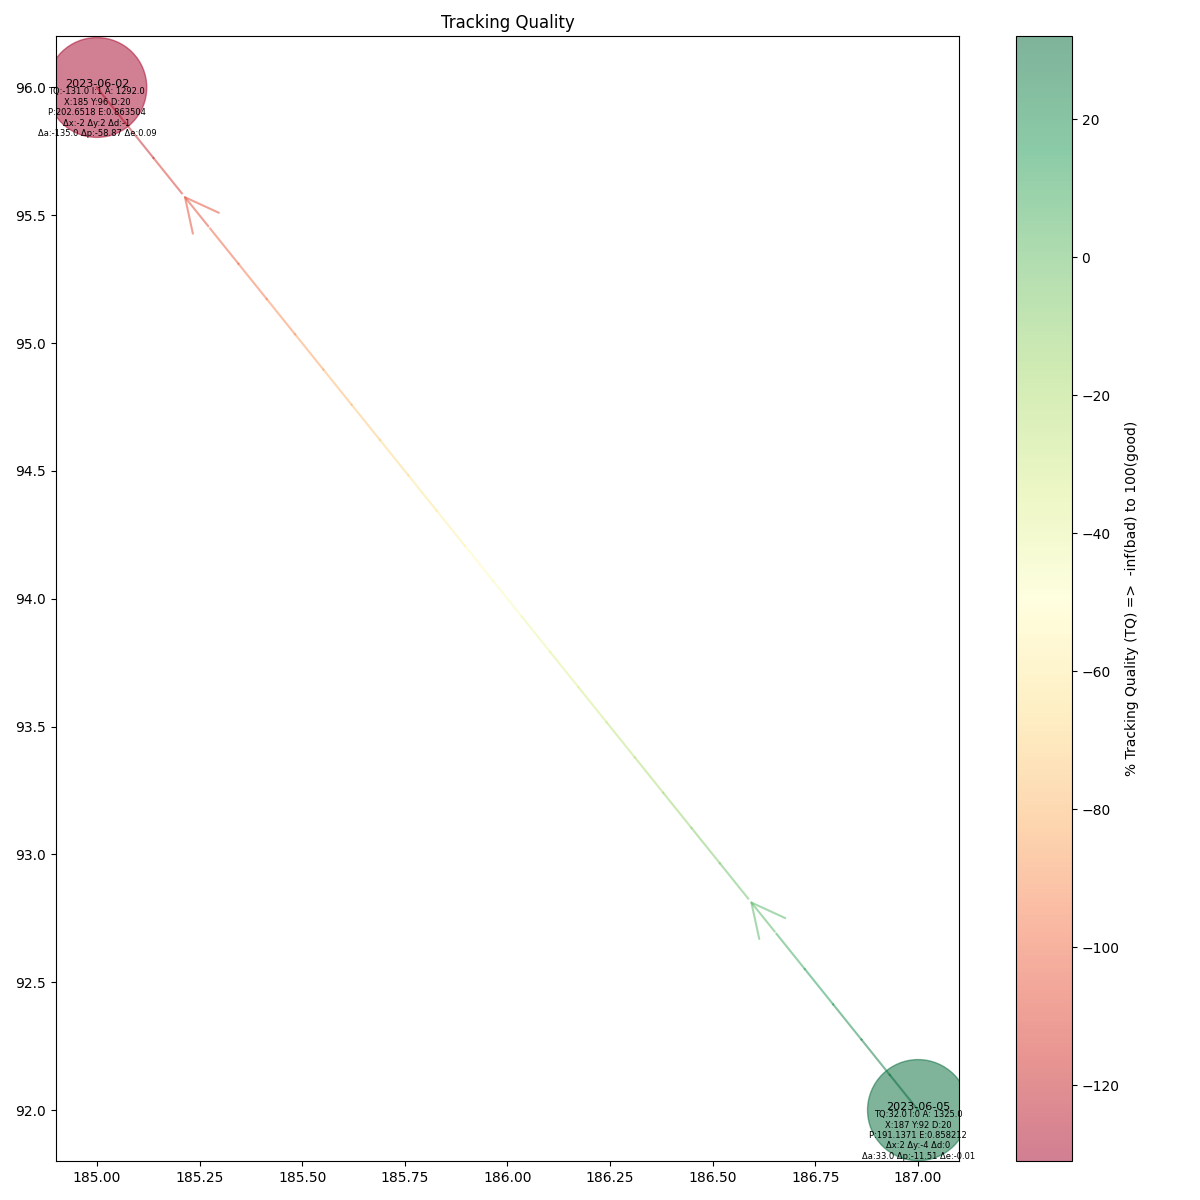 Tracking Quality
2023-06-02
TQ:-131.0 I:1 A: 1292.0
X:185 Y:96 D:20
P:202.6518 E:0.863504
Δx:-2 Δy:2 Δd:-1
Δa:-135.0 Δp:-58.87 Δe:0.09
96.0
95.5
95.0
94.5
94.0
93.5
93.0
92.5
92.0
2023-06-05
TQ:32.0 I:0 A: 1325.0
X:187 Y:92 D:20
P:191.1371 E:0.858212
Δx:2 Δy:-4 Δd:0
Δa:33.0 Δp:-11.51 Δe:-0.01
185.00 185.25 185.50 185.75 186.00 186.25 186.50 186.75 187.00
20
0
−20
−40
−60
−80
−100
−120
% Tracking Quality (TQ) => -inf(bad) to 100(good)